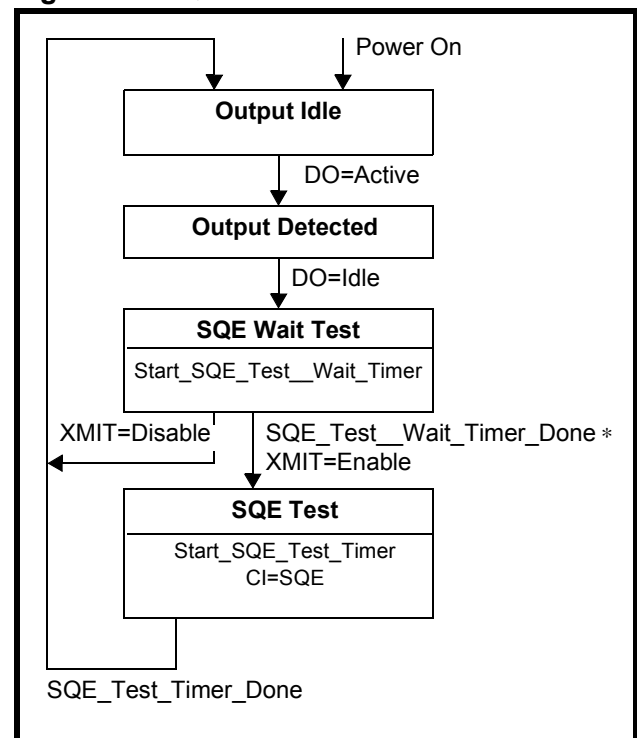 Power On
Output Idle
DO=Active
Output Detected
DO=Idle
SQE Wait Test
Start_SQE_Test__Wait_Timer
XMIT=Disable
SQE_Test__Wait_Timer_Done *
XMIT=Enable
SQE Test
Start_SQE_Test_Timer
CI=SQE
SQE_Test_Timer_Done